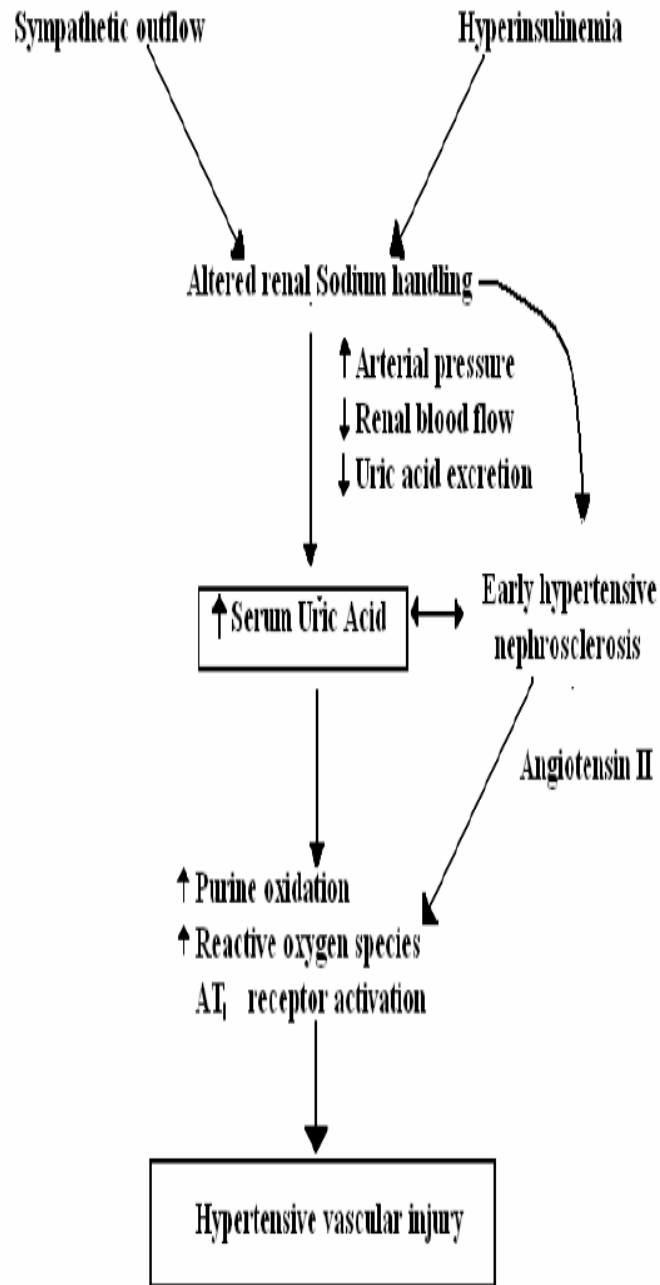 Sympathetic outflow
Hyperinsulinemia
Altered renal Sodium handling
↑ Arterial pressure
↓ Renal blood flow
↓ Uric acid excretion
↑ Serum Uric Acid
Early hypertensive
nephrosclerosis
Angiotensin II
↑ Purine oxidation
↑ Reactive oxygen species
AT₁ receptor activation
Hypertensive vascular injury